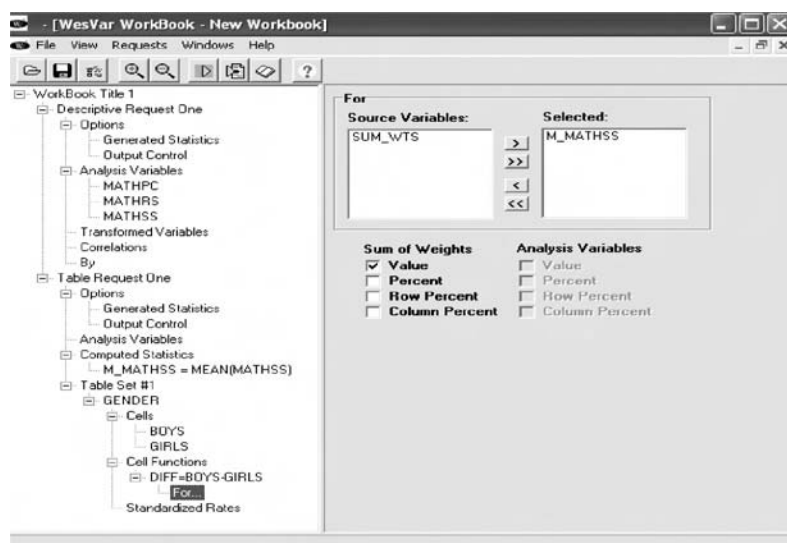 - [WesVar WorkBook - New Workbook]
File View Requests Windows Help
WorkBook Title 1
Descriptive Request One
Options
Generated Statistics
Output Control
Analysis Variables
MATHPC
MATHRS
MATHSS
Transformed Variables
Correlations
By
Table Request One
Options
Generated Statistics
Output Control
Analysis Variables
Computed Statistics
M_MATHSS = MEAN(MATHSS)
Table Set #1
GENDER
Cells
BOYS
GIRLS
Cell Functions
DIFF=BOYS-GIRLS
For...
Standardized Rates
For
Source Variables:
SUM_WTS
>
>>
<
<<
Selected:
M_MATHSS
Sum of Weights
Value
Percent
Row Percent
Column Percent
Analysis Variables
Value
Percent
Row Percent
Column Percent